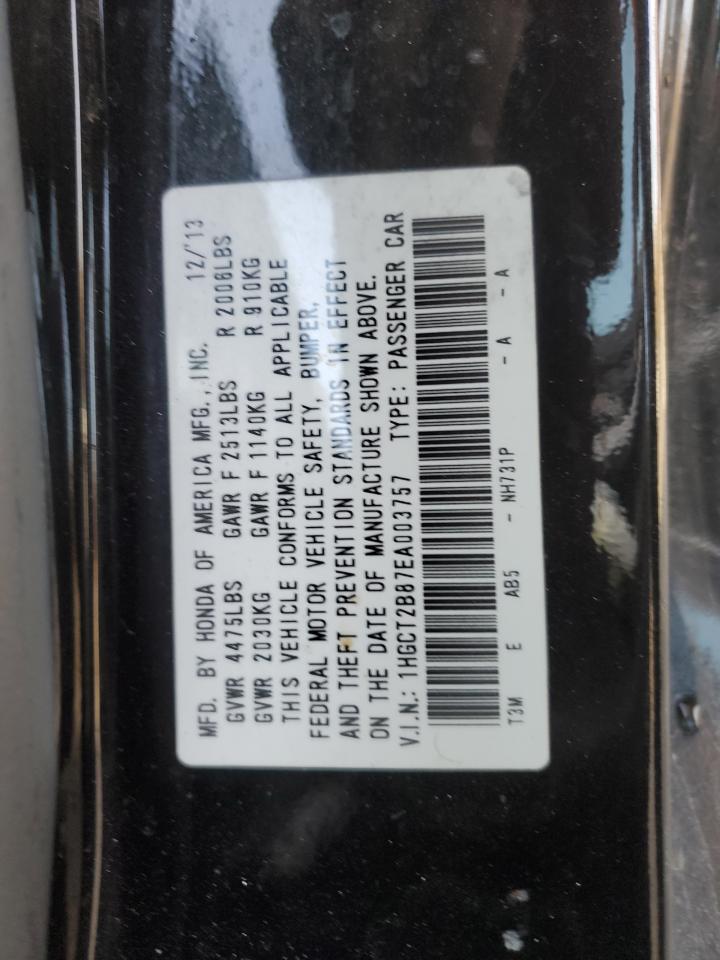 MFD. BY HONDA OF AMERICA MFG., INC. 12/'13
GVWR 4475LBS GAWR F 2513LBS R 2006LBS
GVWR 2030KG GAWR F 1140KG R 910KG
THIS VEHICLE CONFORMS TO ALL APPLICABLE
FEDERAL MOTOR VEHICLE SAFETY, BUMPER,
AND THEFT PREVENTION STANDARDS IN EFFECT
ON THE DATE OF MANUFACTURE SHOWN ABOVE.
V.I.N.: 1HGCT2B87EA003757 TYPE: PASSENGER CAR
T3M E AB5 - NH731P - A - A